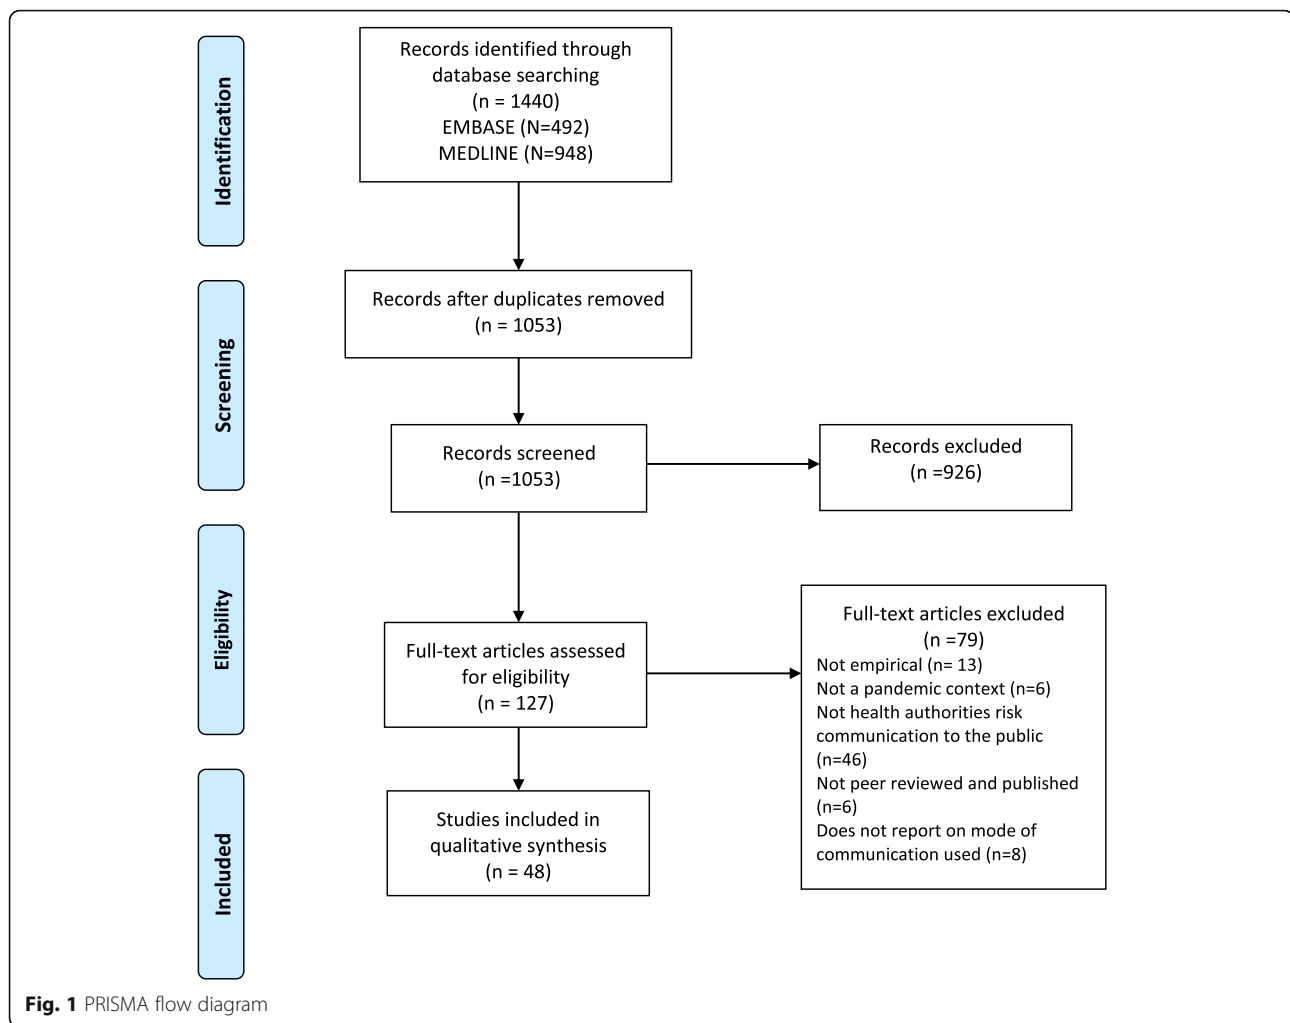 Identification
Records identified through
database searching
(n = 1440)
EMBASE (N=492)
MEDLINE (N=948)
Screening
Records after duplicates removed
(n = 1053)
Records screened
(n =1053)
Records excluded
(n =926)
Eligibility
Full-text articles assessed
for eligibility
(n = 127)
Full-text articles excluded
(n =79)
Not empirical (n= 13)
Not a pandemic context (n=6)
Not health authorities risk
communication to the public
(n=46)
Not peer reviewed and published
(n=6)
Does not report on mode of
communication used (n=8)
Included
Studies included in
qualitative synthesis
(n = 48)
Fig. 1 PRISMA flow diagram